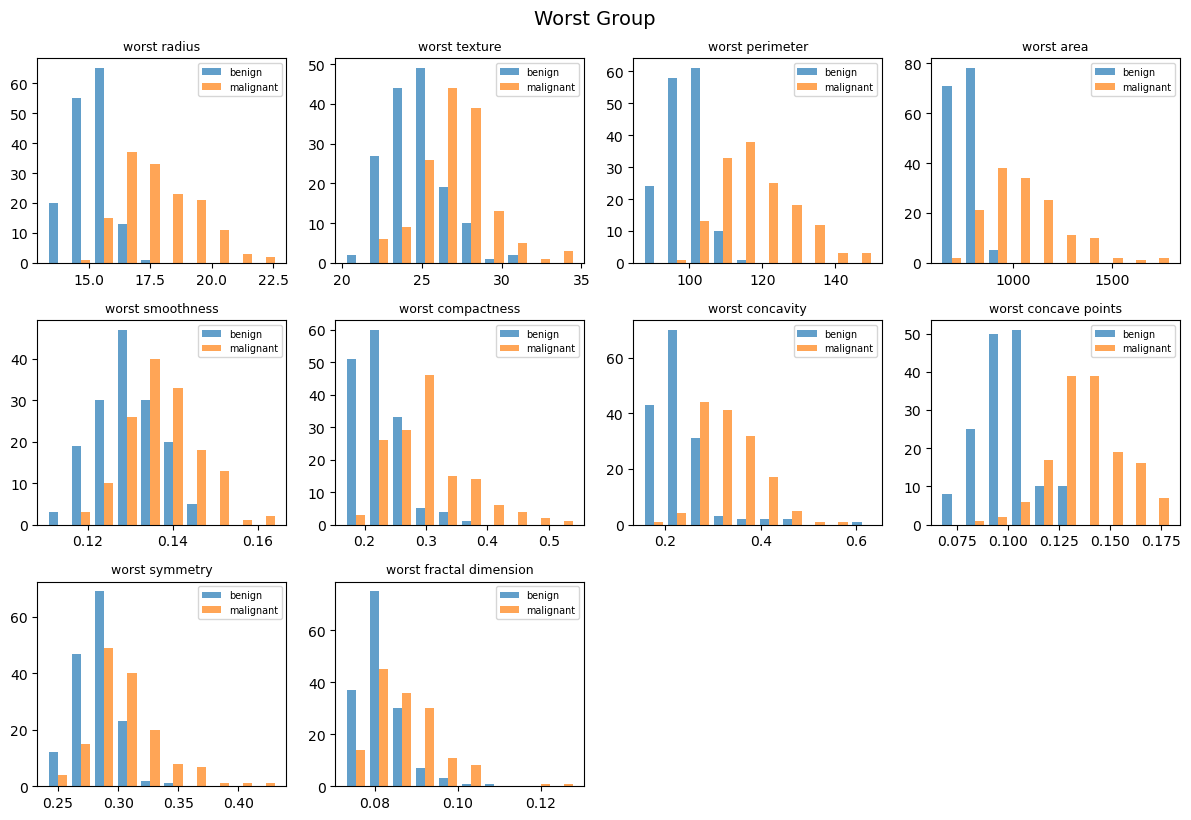 Worst Group
worst radius
benign
malignant
0
10
20
30
40
50
60
15.0
17.5
20.0
22.5
worst texture
benign
malignant
0
10
20
30
40
50
20
25
30
35
worst perimeter
benign
malignant
0
10
20
30
40
50
60
100
120
140
worst area
benign
malignant
0
20
40
60
80
1000
1500
worst smoothness
benign
malignant
0
10
20
30
40
0.12
0.14
0.16
worst compactness
benign
malignant
0
10
20
30
40
50
60
0.2
0.3
0.4
0.5
worst concavity
benign
malignant
0
20
40
60
0.2
0.4
0.6
worst concave points
benign
malignant
0
10
20
30
40
50
0.075
0.100
0.125
0.150
0.175
worst symmetry
benign
malignant
0
20
40
60
0.25
0.30
0.35
0.40
worst fractal dimension
benign
malignant
0
20
40
60
0.08
0.10
0.12